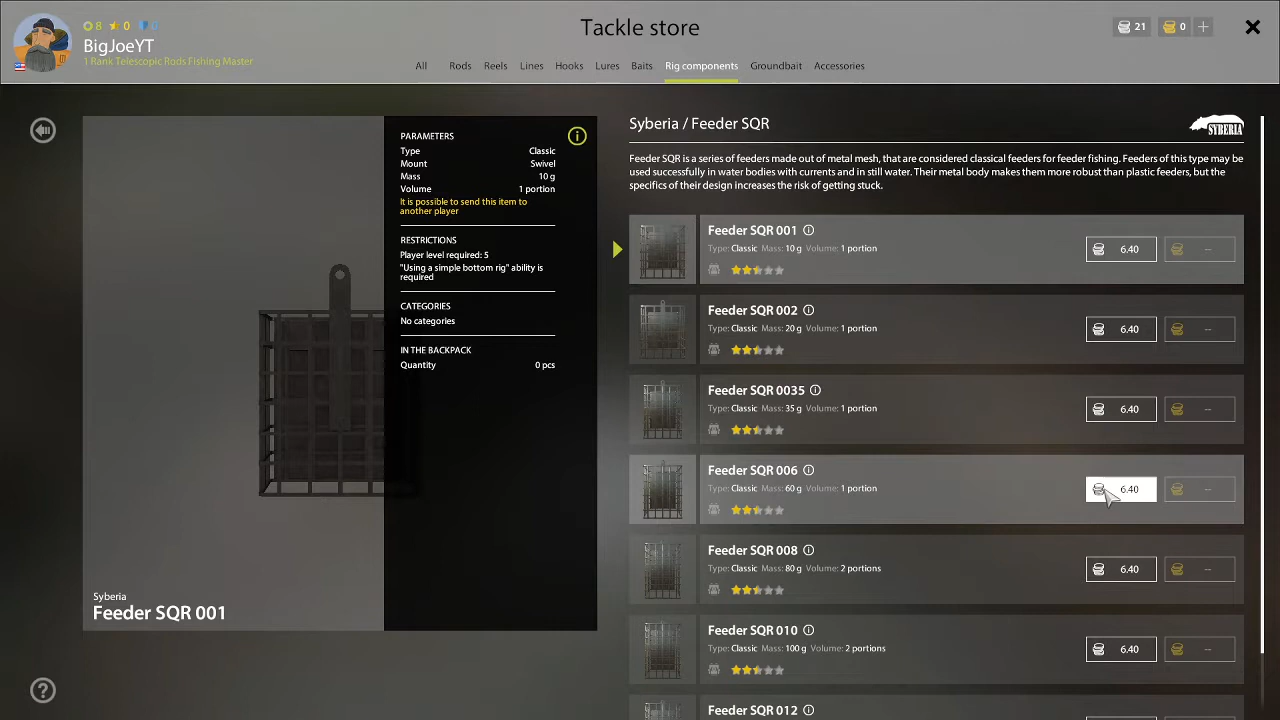 8 0 0
BigJoeYT
1 Rank Telescopic Rods Fishing Master
Tackle store
21 0 +
All Rods Reels Lines Hooks Lures Baits Rig components Groundbait Accessories
PARAMETERS
Type Classic
Mount Swivel
Mass 10 g
Volume 1 portion
It is possible to send this item to
another player
RESTRICTIONS
Player level required: 5
"Using a simple bottom rig" ability is
required
CATEGORIES
No categories
IN THE BACKPACK
Quantity 0 pcs
Syberia
Feeder SQR 001
Syberia / Feeder SQR
SYBERIA
Feeder SQR is a series of feeders made out of metal mesh, that are considered classical feeders for feeder fishing. Feeders of this type may be
used successfully in water bodies with currents and in still water. Their metal body makes them more robust than plastic feeders, but the
specifics of their design increases the risk of getting stuck.
Feeder SQR 001
Type: Classic Mass: 10 g Volume: 1 portion
6.40 --
Feeder SQR 002
Type: Classic Mass: 20 g Volume: 1 portion
6.40 --
Feeder SQR 0035
Type: Classic Mass: 35 g Volume: 1 portion
6.40 --
Feeder SQR 006
Type: Classic Mass: 60 g Volume: 1 portion
6.40 --
Feeder SQR 008
Type: Classic Mass: 80 g Volume: 2 portions
6.40 --
Feeder SQR 010
Type: Classic Mass: 100 g Volume: 2 portions
6.40 --
Feeder SQR 012
?